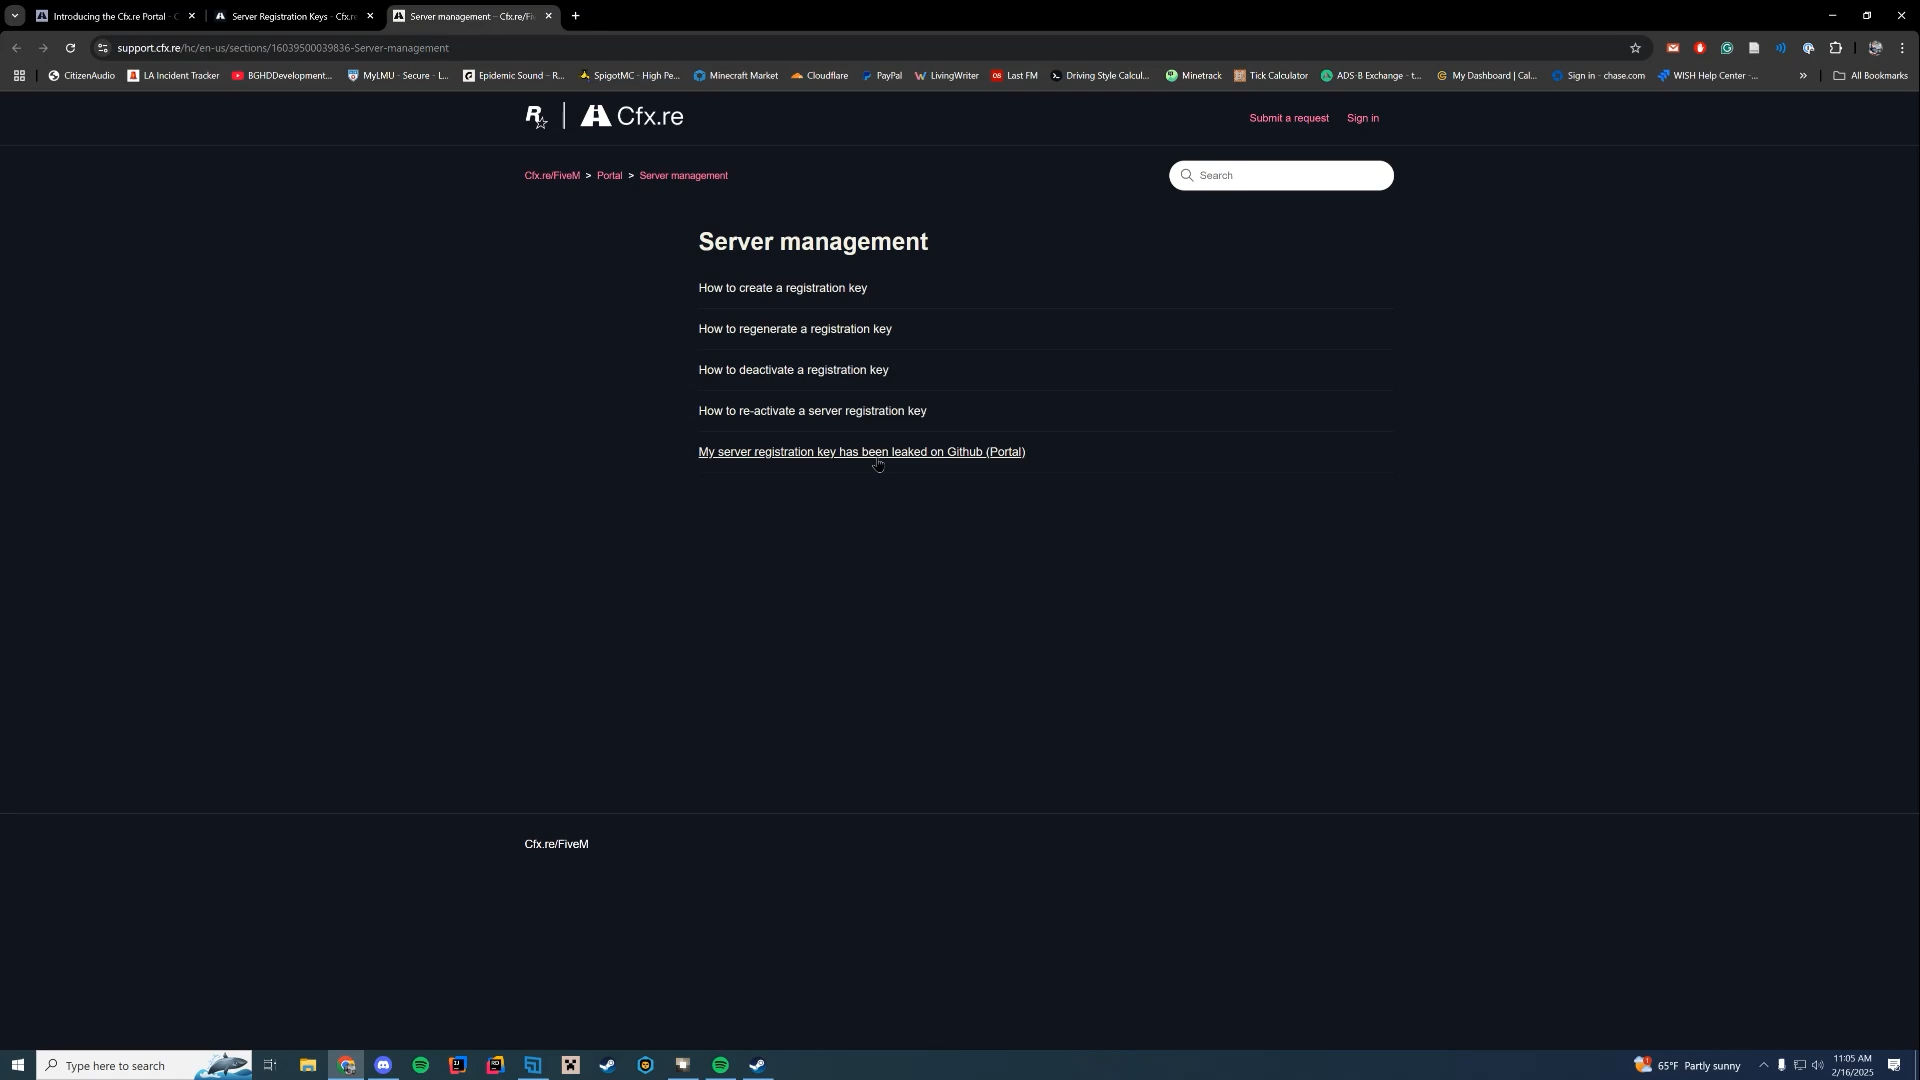 Introducing the Cfx.re Portal - C
Server Registration Keys - Cfx.re
Server management – Cfx.re/Fi
support.cfx.re/hc/en-us/sections/16039500039836-Server-management
CitizenAudio
LA Incident Tracker
BGHDDevelopment...
MyLMU - Secure - L...
Epidemic Sound – R...
SpigotMC - High Pe...
Minecraft Market
Cloudflare
PayPal
LivingWriter
Last FM
Driving Style Calcul...
Minetrack
Tick Calculator
ADS-B Exchange - t...
My Dashboard | Cal...
Sign in - chase.com
WISH Help Center -...
All Bookmarks
R Cfx.re
Submit a request
Sign in
Cfx.re/FiveM > Portal > Server management
Search
Server management
How to create a registration key
How to regenerate a registration key
How to deactivate a registration key
How to re-activate a server registration key
My server registration key has been leaked on Github (Portal)
Cfx.re/FiveM
Type here to search
65°F Partly sunny
11:05 AM
2/16/2025